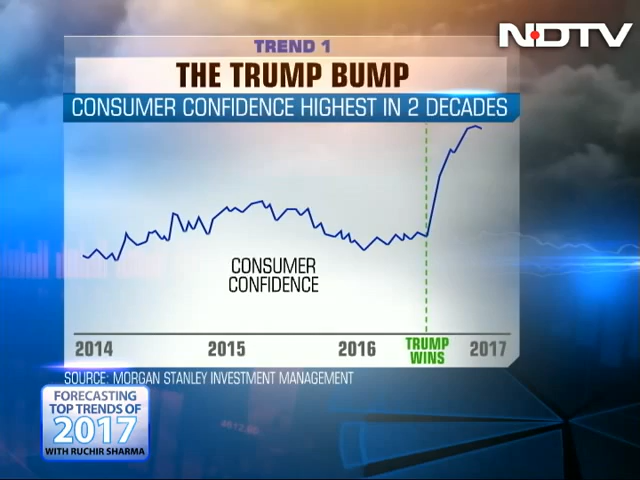 NDTV
TREND 1
THE TRUMP BUMP
CONSUMER CONFIDENCE HIGHEST IN 2 DECADES
CONSUMER
CONFIDENCE
2014 2015 2016 TRUMP WINS 2017
SOURCE: MORGAN STANLEY INVESTMENT MANAGEMENT
FORECASTING
TOP TRENDS OF
2017
WITH RUCHIR SHARMA